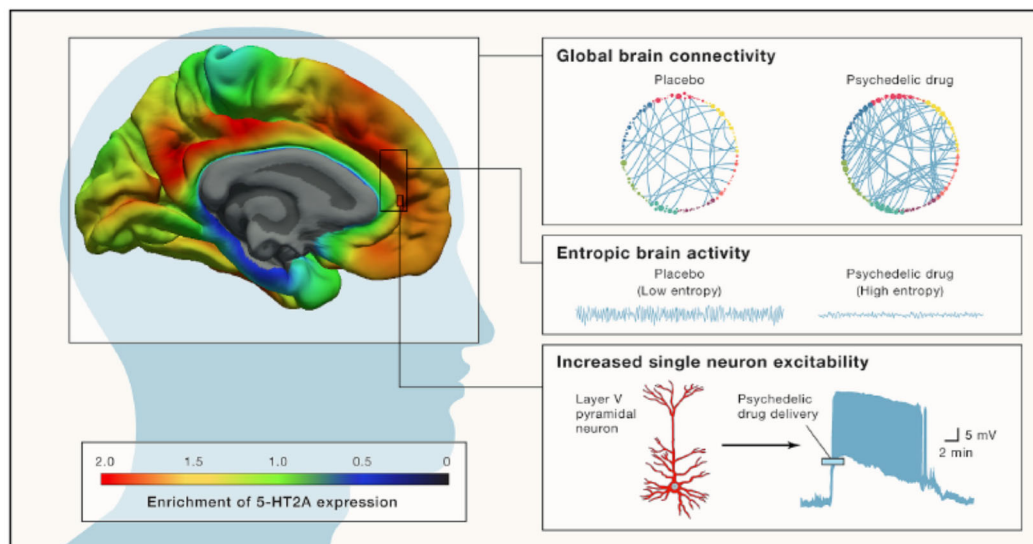 Global brain connectivity
Placebo
Psychedelic drug
Entropic brain activity
Placebo
(Low entropy)
Psychedelic drug
(High entropy)
Increased single neuron excitability
Layer V
pyramidal
neuron
Psychedelic
drug delivery
5 mV
2 min
2.0 1.5 1.0 0.5 0
Enrichment of 5-HT2A expression